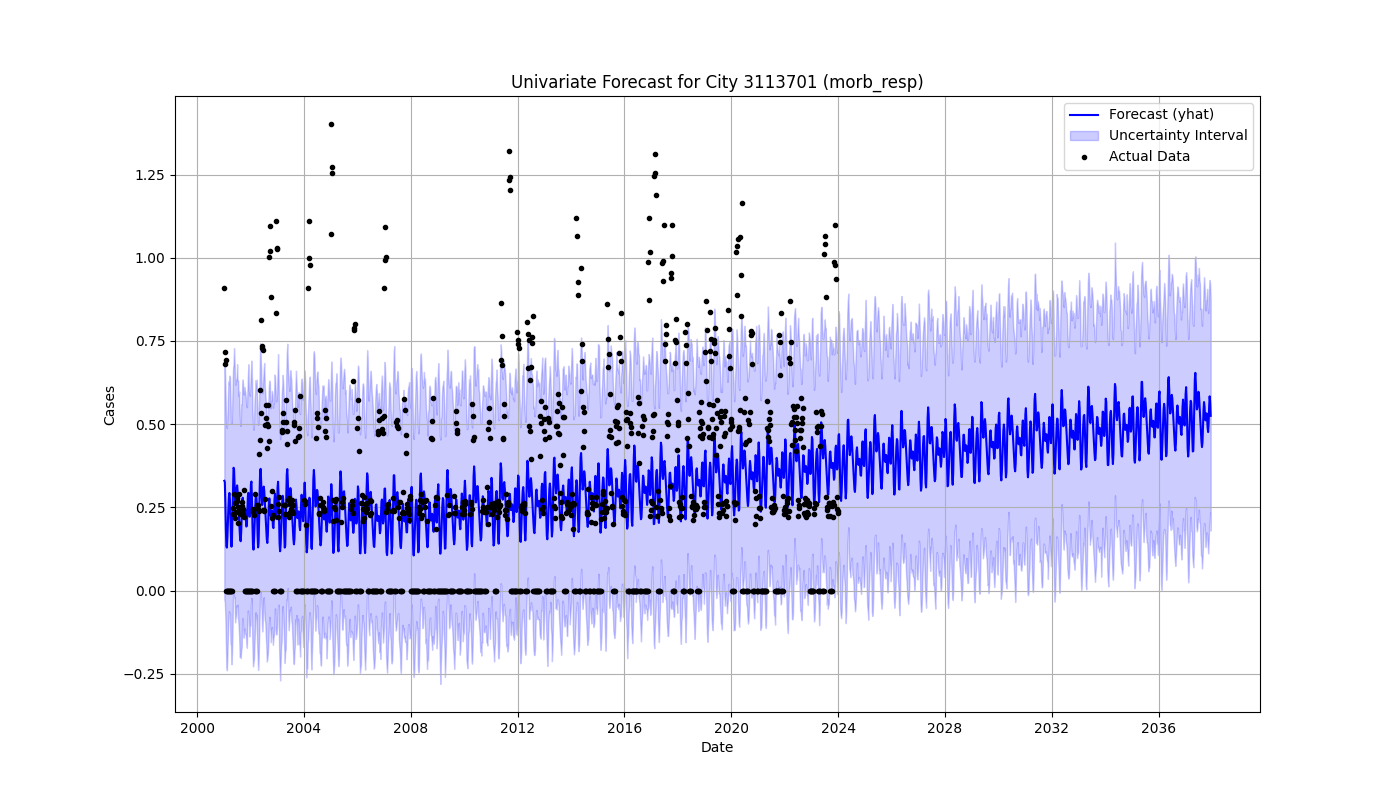 Univariate Forecast for City 3113701 (morb_resp)
Forecast (yhat)
Uncertainty Interval
Actual Data
Cases
1.25
1.00
0.75
0.50
0.25
0.00
−0.25
2000 2004 2008 2012 2016 2020 2024 2028 2032 2036
Date